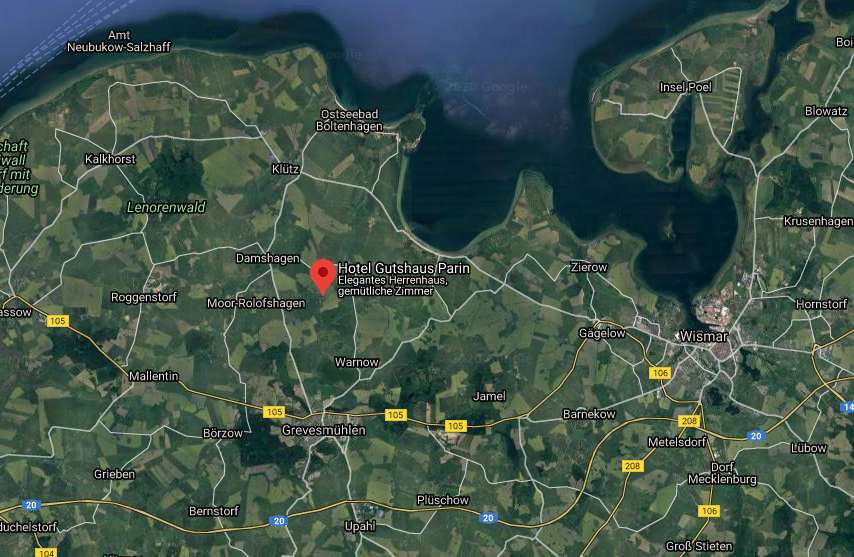 Amt
Neubukow-Salzhaff
Boi
Insel Poel
Ostseebad
Boltenhagen
Blowatz
chaft
wall
rf mit
derung
Kalkhorst
Klütz
Lenorenwald
Krusenhagen
Damshagen
Hotel Gutshaus Parin
Elegantes Herrenhaus,
gemütliche Zimmer
Zierow
Roggenstorf
Moor-Rolofshagen
Hornstorf
assow
105
Gägelow
Wismar
Warnow
106
Mallentin
Jamel
105
105
105
Barnekow
208
14
Börzow
Grevesmühlen
20
Metelsdorf
Lübow
208
Grieben
Dorf
Mecklenburg
20
Bernstorf
Plüschow
106
duchelstorf
20
Upahl
20
Groß Stieten
104